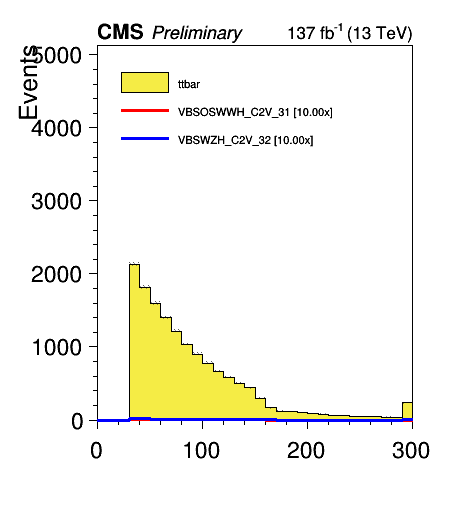 CMS Preliminary 137 fb-1 (13 TeV)
Events
5000
ttbar
VBSOSWWH_C2V_31 [10.00x]
4000
VBSWZH_C2V_32 [10.00x]
3000
2000
1000
0
0 100 200 300